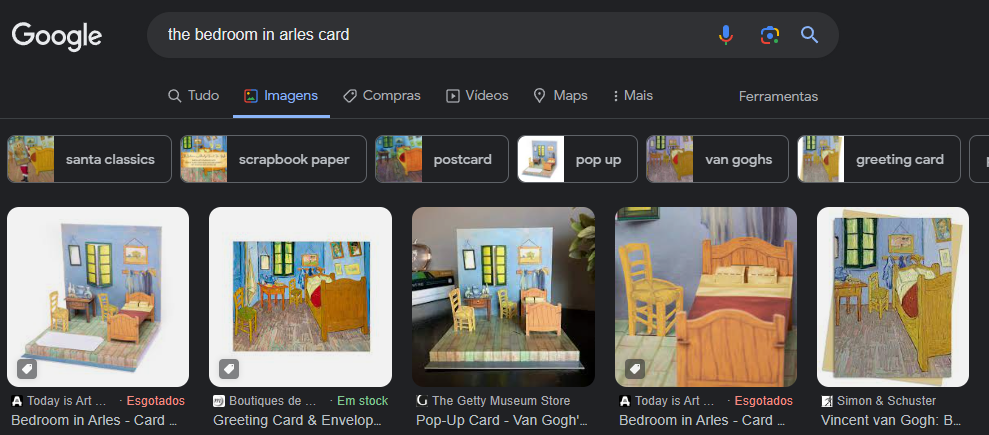 Google
the bedroom in arles card
Tudo
Imagens
Compras
Vídeos
Maps
Mais
Ferramentas
santa classics
scrapbook paper
postcard
pop up
van goghs
greeting card
Today is Art ... · Esgotados
Bedroom in Arles - Card ...
Boutiques de ... · Em stock
Greeting Card & Envelop...
The Getty Museum Store
Pop-Up Card - Van Gogh'...
Today is Art ... · Esgotados
Bedroom in Arles - Card ...
Simon & Schuster
Vincent van Gogh: B...